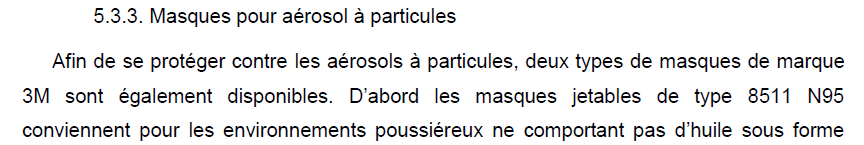 5.3.3. Masques pour aérosol à particules
Afin de se protéger contre les aérosols à particules, deux types de masques de marque
3M sont également disponibles. D’abord les masques jetables de type 8511 N95
conviennent pour les environnements poussiéreux ne comportant pas d’huile sous forme